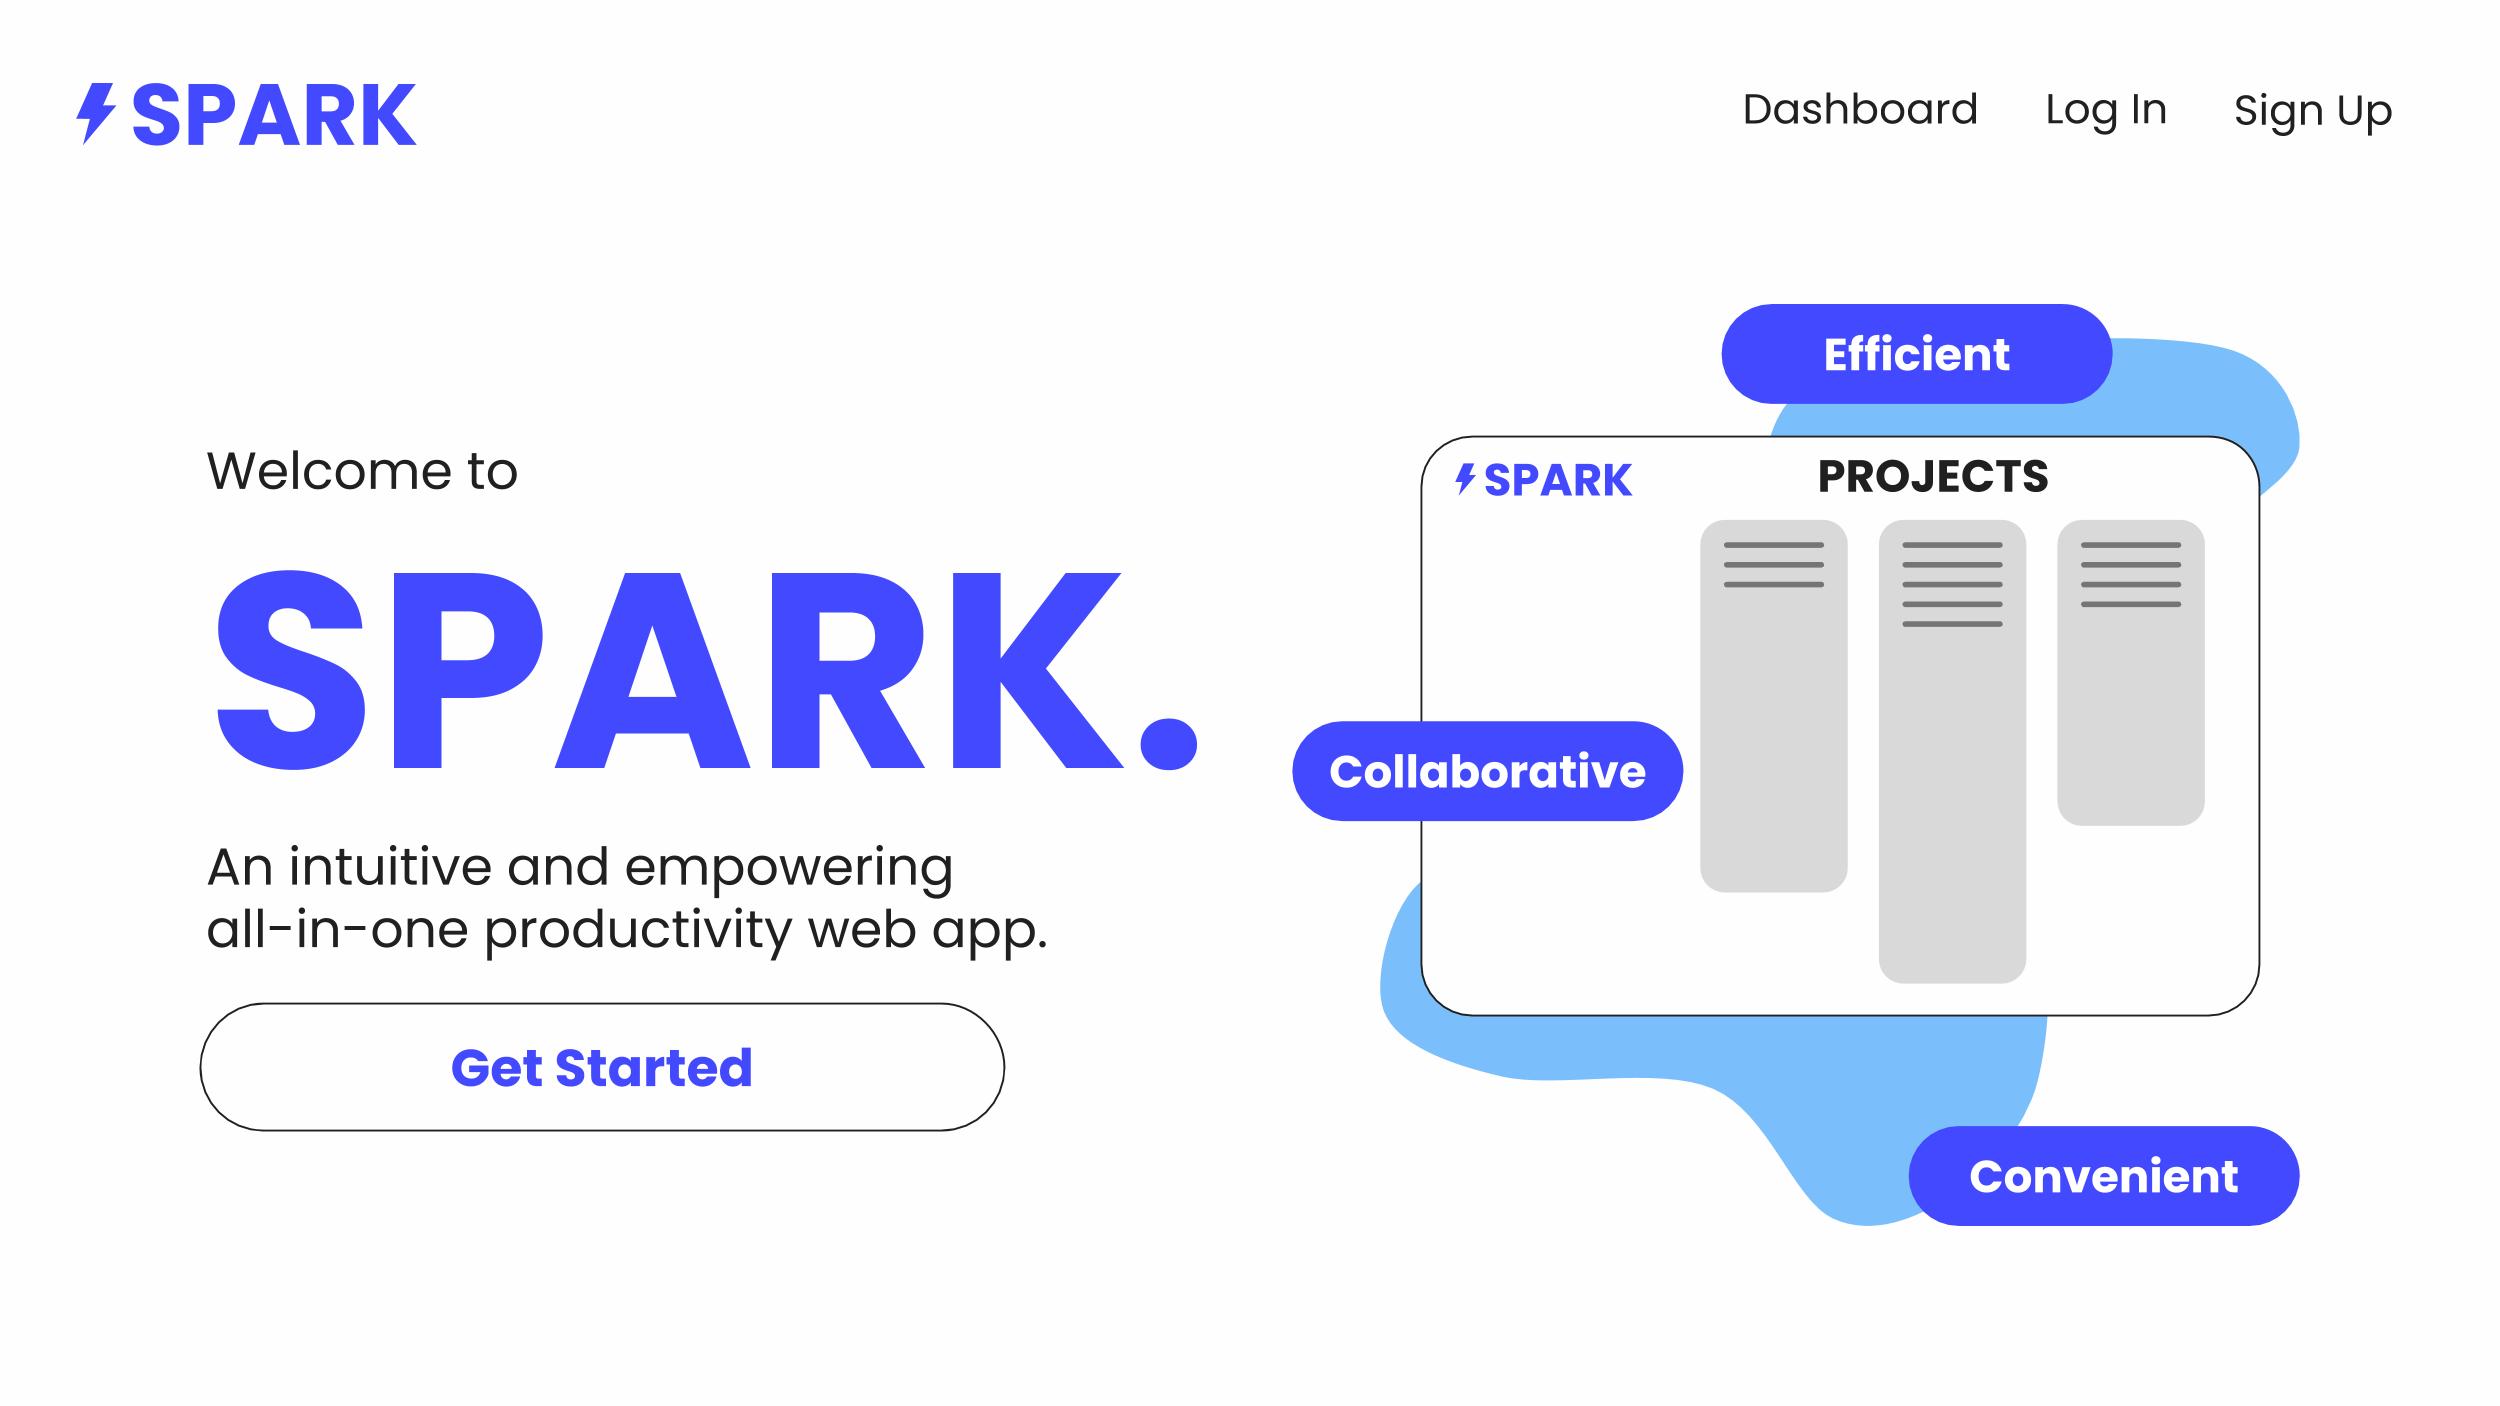 SPARK
Dashboard
Log In
Sign Up
Welcome to
SPARK.
An intuitive and empowering
all-in-one productivity web app.
Get Started
Efficient
SPARK
PROJECTS
Collaborative
Convenient